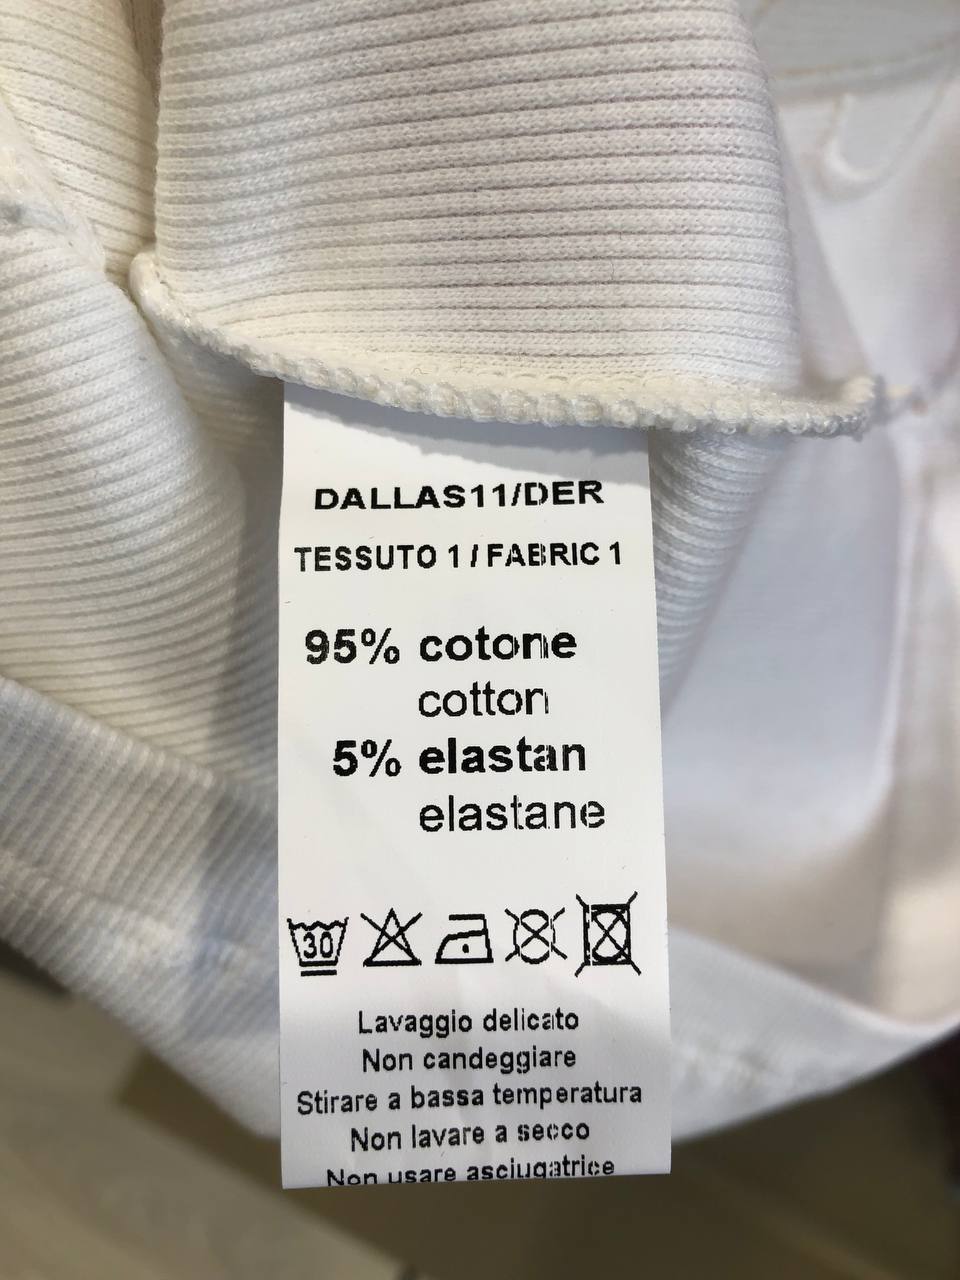 DALLAS11/DER
TESSUTO 1 / FABRIC 1
95% cotone
cotton
5% elastan
elastane
30
Lavaggio delicato
Non candeggiare
Stirare a bassa temperatura
Non lavare a secco
Non usare asciugatrice